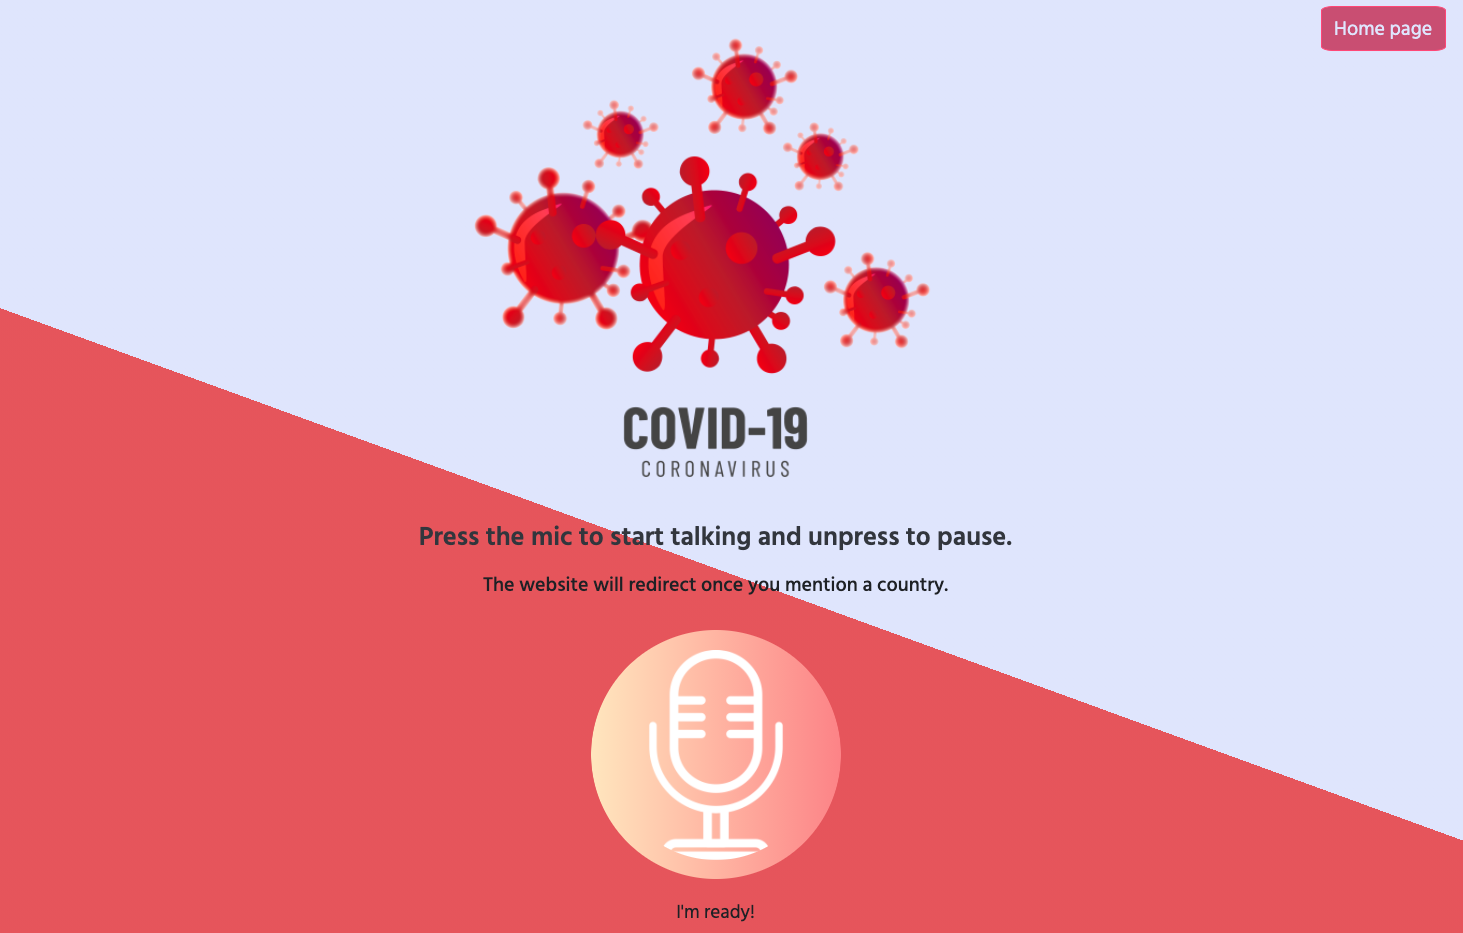 Home page
COVID-19
CORONAVIRUS
Press the mic to start talking and unpress to pause.
The website will redirect once you mention a country.
I'm ready!